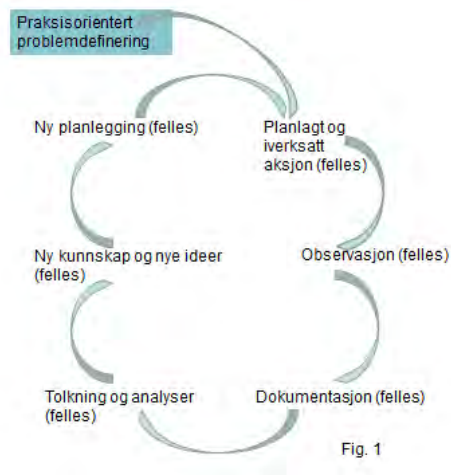 Praksisorientert
problemdefinering
Ny planlegging (felles)
Planlagt og
iverksatt
aksjon (felles)
Ny kunnskap og nye ideer
(felles)
Observasjon (felles)
Tolkning og analyser
(felles)
Dokumentasjon (felles)
Fig. 1